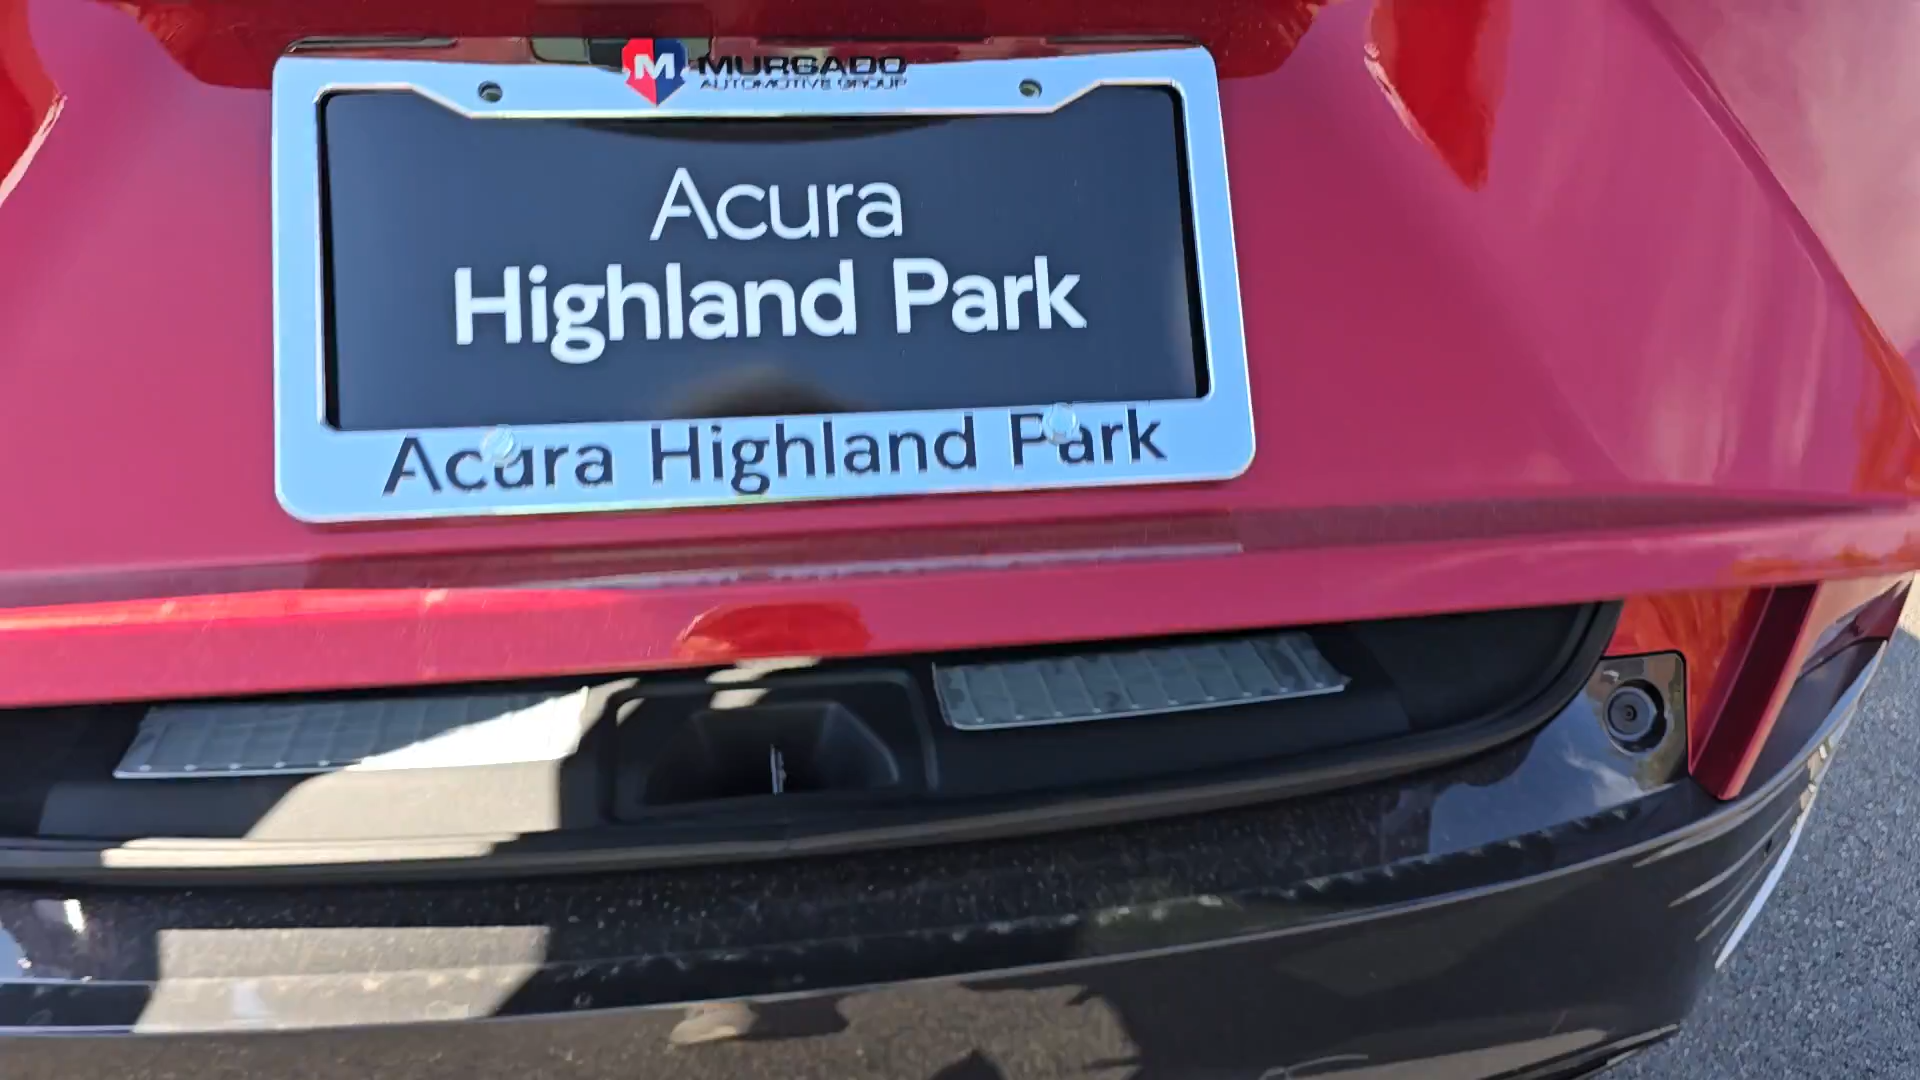 M MURGADO
AUTOMOTIVE GROUP
Acura
Highland Park
Acura Highland Park